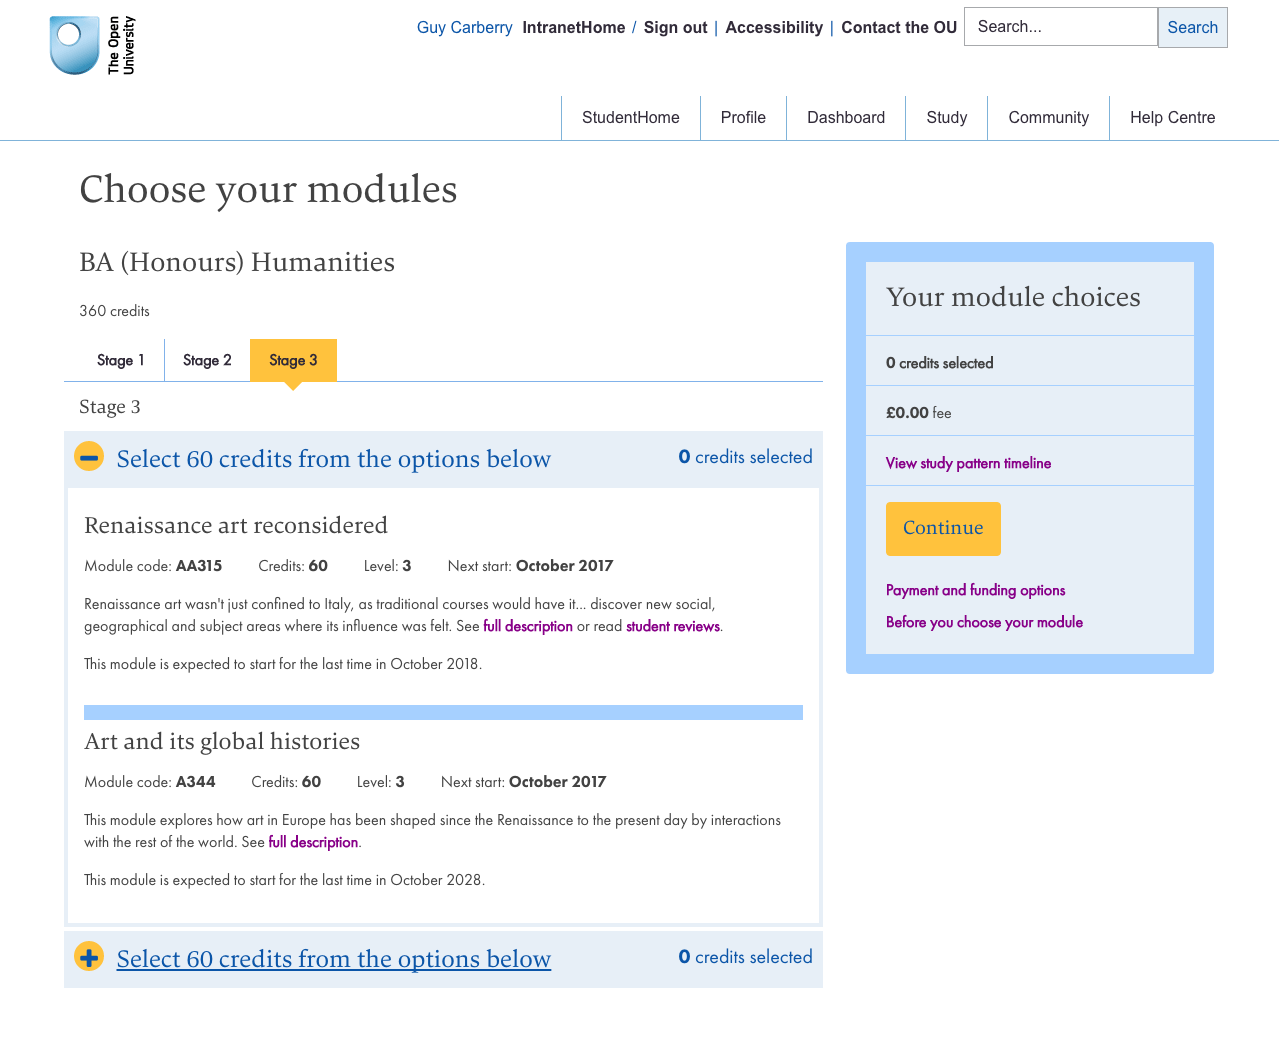 The Open
University
Guy Carberry IntranetHome / Sign out | Accessibility | Contact the OU Search... Search
StudentHome Profile Dashboard Study Community Help Centre
Choose your modules
BA (Honours) Humanities
360 credits
Stage 1 Stage 2 Stage 3
Stage 3
Select 60 credits from the options below 0 credits selected
Renaissance art reconsidered
Module code: AA315 Credits: 60 Level: 3 Next start: October 2017
Renaissance art wasn't just confined to Italy, as traditional courses would have it... discover new social,
geographical and subject areas where its influence was felt. See full description or read student reviews.
This module is expected to start for the last time in October 2018.
Art and its global histories
Module code: A344 Credits: 60 Level: 3 Next start: October 2017
This module explores how art in Europe has been shaped since the Renaissance to the present day by interactions
with the rest of the world. See full description.
This module is expected to start for the last time in October 2028.
Select 60 credits from the options below 0 credits selected
Your module choices
0 credits selected
£0.00 fee
View study pattern timeline
Continue
Payment and funding options
Before you choose your module